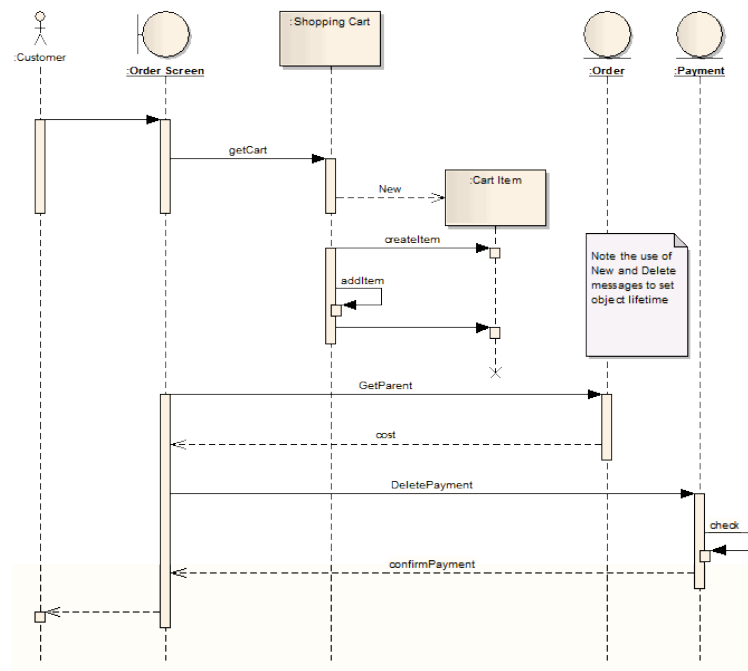 :Customer
:Order Screen
:Shopping Cart
:Order
:Payment
getCart
New
:Cart Item
createItem
addItem
Note the use of
New and Delete
messages to set
object lifetime
GetParent
cost
DeletePayment
check
confirmPayment